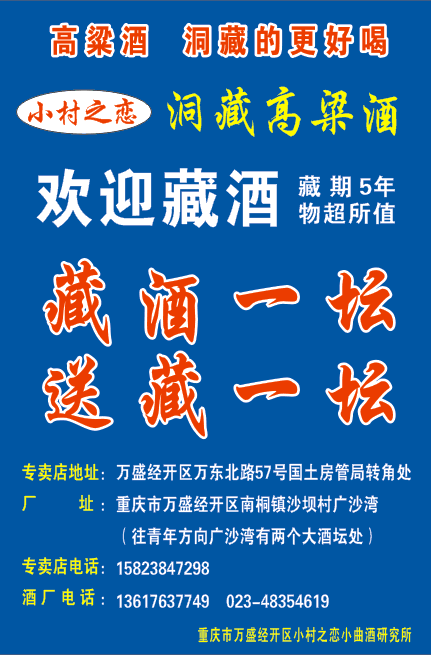 高粱酒 洞藏的更好喝
小村之恋 洞藏高粱酒
欢迎藏酒
藏期5年
物超所值
藏酒一坛
送藏一坛
专卖店地址：万盛经开区万东北路57号国土房管局转角处
厂 址：重庆市万盛经开区南桐镇沙坝村广沙湾
（往青年方向广沙湾有两个大酒坛处）
专卖店电话：15823847298
酒厂电话：13617637749 023-48354619
重庆市万盛经开区小村之恋小曲酒研究所